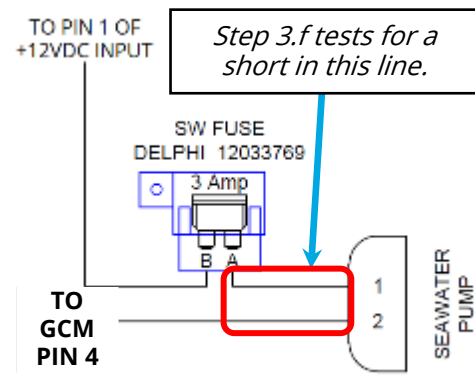 TO PIN 1 OF
+12VDC INPUT
Step 3.f tests for a
short in this line.
SW FUSE
DELPHI 12033769
3 Amp
B A
1
2
TO
GCM
PIN 4
SEAWATER
PUMP